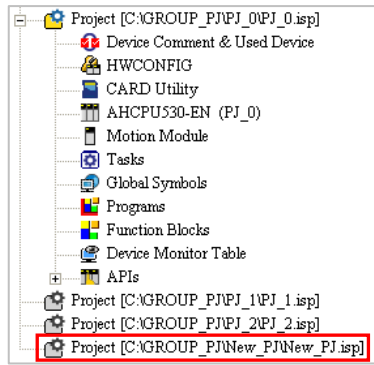 Project [C:\GROUP_PJ\PJ_0\PJ_0.isp]
Device Comment & Used Device
HWCONFIG
CARD Utility
AHCPU530-EN (PJ_0)
Motion Module
Tasks
Global Symbols
Programs
Function Blocks
Device Monitor Table
APIs
Project [C:\GROUP_PJ\PJ_1\PJ_1.isp]
Project [C:\GROUP_PJ\PJ_2\PJ_2.isp]
Project [C:\GROUP_PJ\New_PJ\New_PJ.isp]